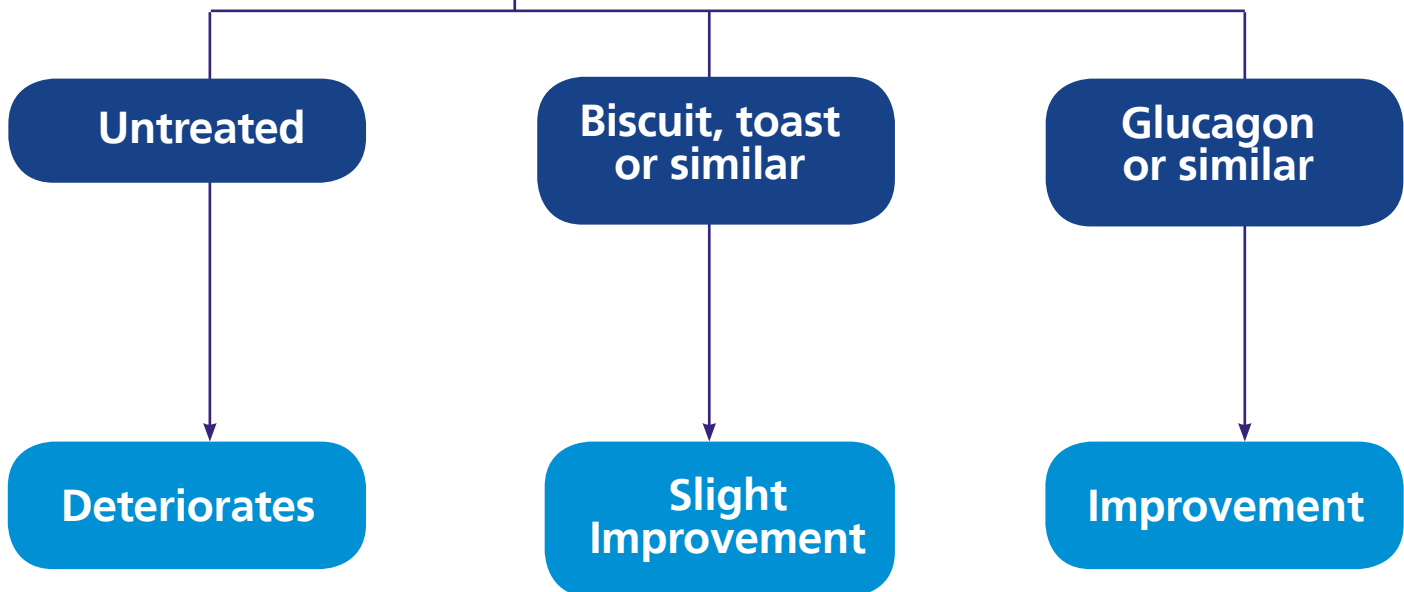 Untreated
Biscuit, toast
or similar
Glucagon
or similar
Deteriorates
Slight
Improvement
Improvement